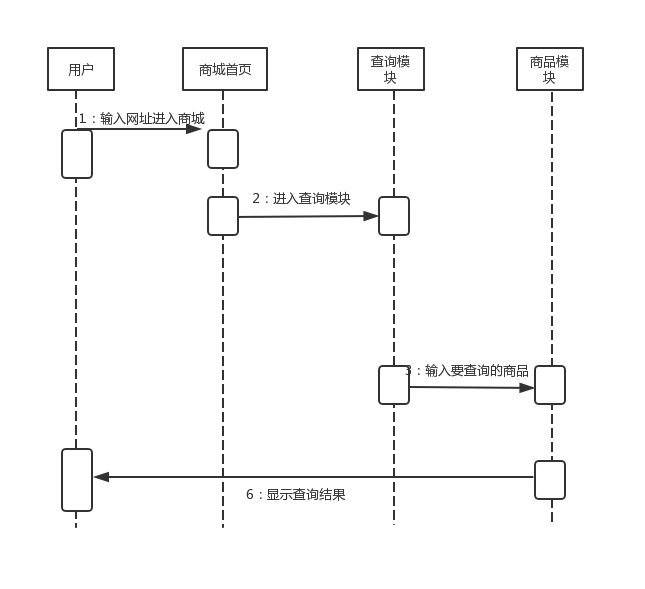 用户
商城首页
查询模
块
商品模
块
1：输入网址进入商城
2：进入查询模块
3：输入要查询的商品
6：显示查询结果